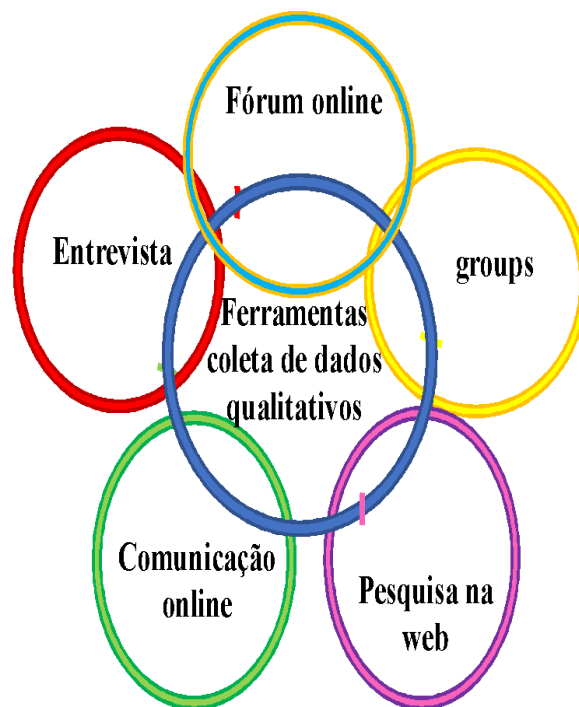 Fórum online
Entrevista
groups
Ferramentas
coleta de dados
qualitativos
Comunicação
online
Pesquisa na
web